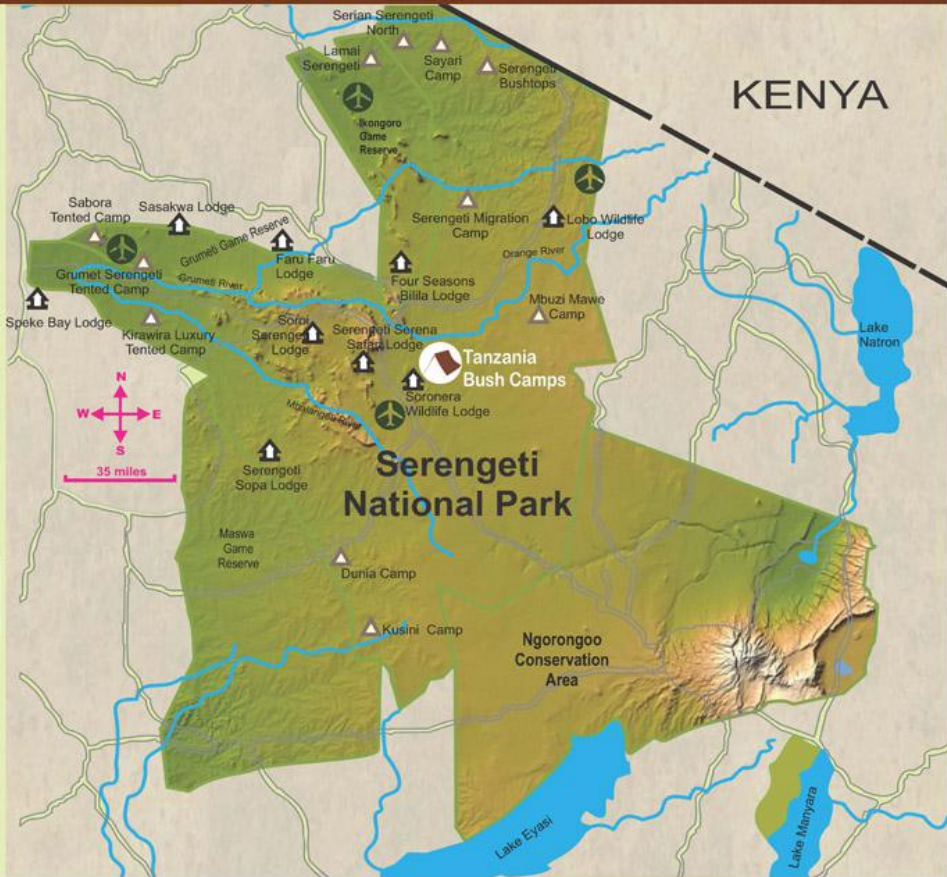 Serian Serengeti
North
Lamai
Serengeti
Sayari
Camp
Serengeti
Bushtops
KENYA
Ikongoro
Game
Reserve
Sabora
Tented Camp
Sasakwa Lodge
Grumeti Game Reserve
Faru Faru
Lodge
Serengeti Migration
Camp
Lobo Wildlife
Lodge
Orange River
Grumet Serengeti
Tented Camp
Grumeti River
Four Seasons
Bilila Lodge
Mbuzi Mawe
Camp
Speke Bay Lodge
Kirawira Luxury
Tented Camp
Soroi
Serengeti
Lodge
Serengeti Serena
Safari Lodge
Tanzania
Bush Camps
Lake
Natron
N
W E
S
35 miles
Soronera
Wildlife Lodge
Mbalangeti River
Serengeti
Sopa Lodge
Serengeti
National Park
Maswa
Game
Reserve
Dunia Camp
Kusini Camp
Ngorongoo
Conservation
Area
Lake Eyasi
Lake Manyara